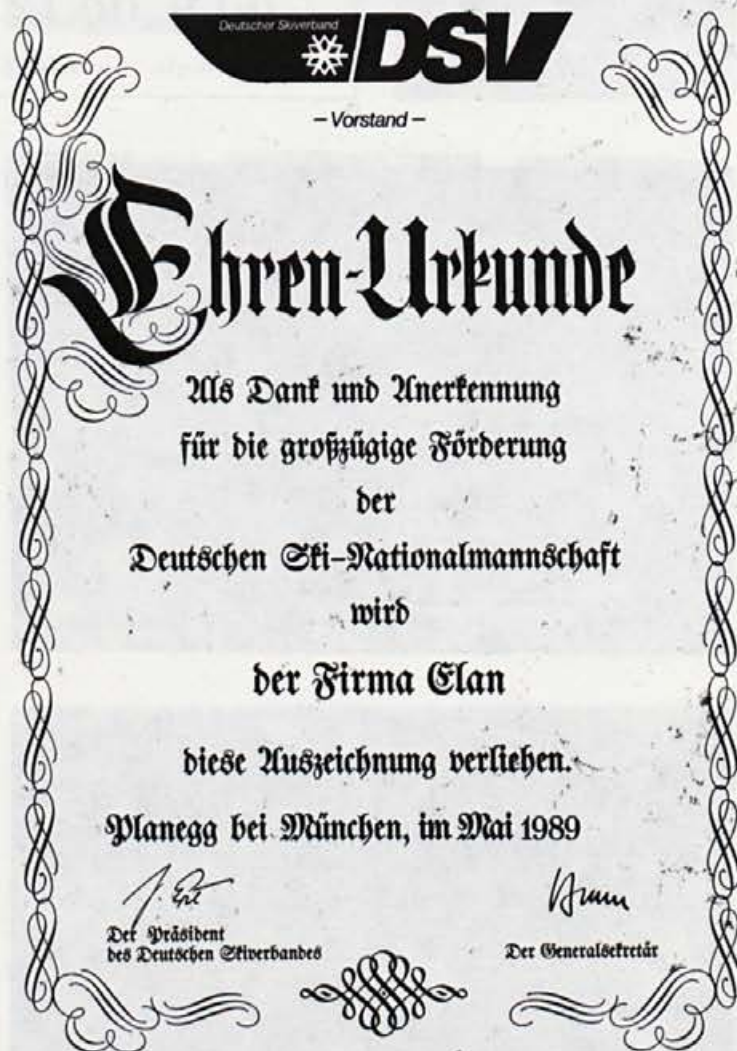 Deutscher Skiverband
DSV
– Vorstand –
Ehren-Urkunde
Als Dank und Anerkennung
für die großzügige Förderung
der
Deutschen Ski-Nationalmannschaft
wird
der Firma Elan
diese Auszeichnung verliehen.
Planegg bei München, im Mai 1989
Der Präsident
des Deutschen Skiverbandes
Der Generalsekretär